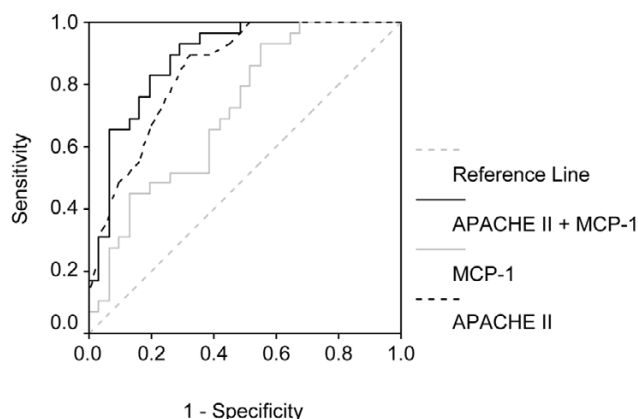 1.0
0.8
0.6
0.4
0.2
0.0
Sensitivity
0.0 0.2 0.4 0.6 0.8 1.0
1 - Specificity
Reference Line
APACHE II + MCP-1
MCP-1
APACHE II